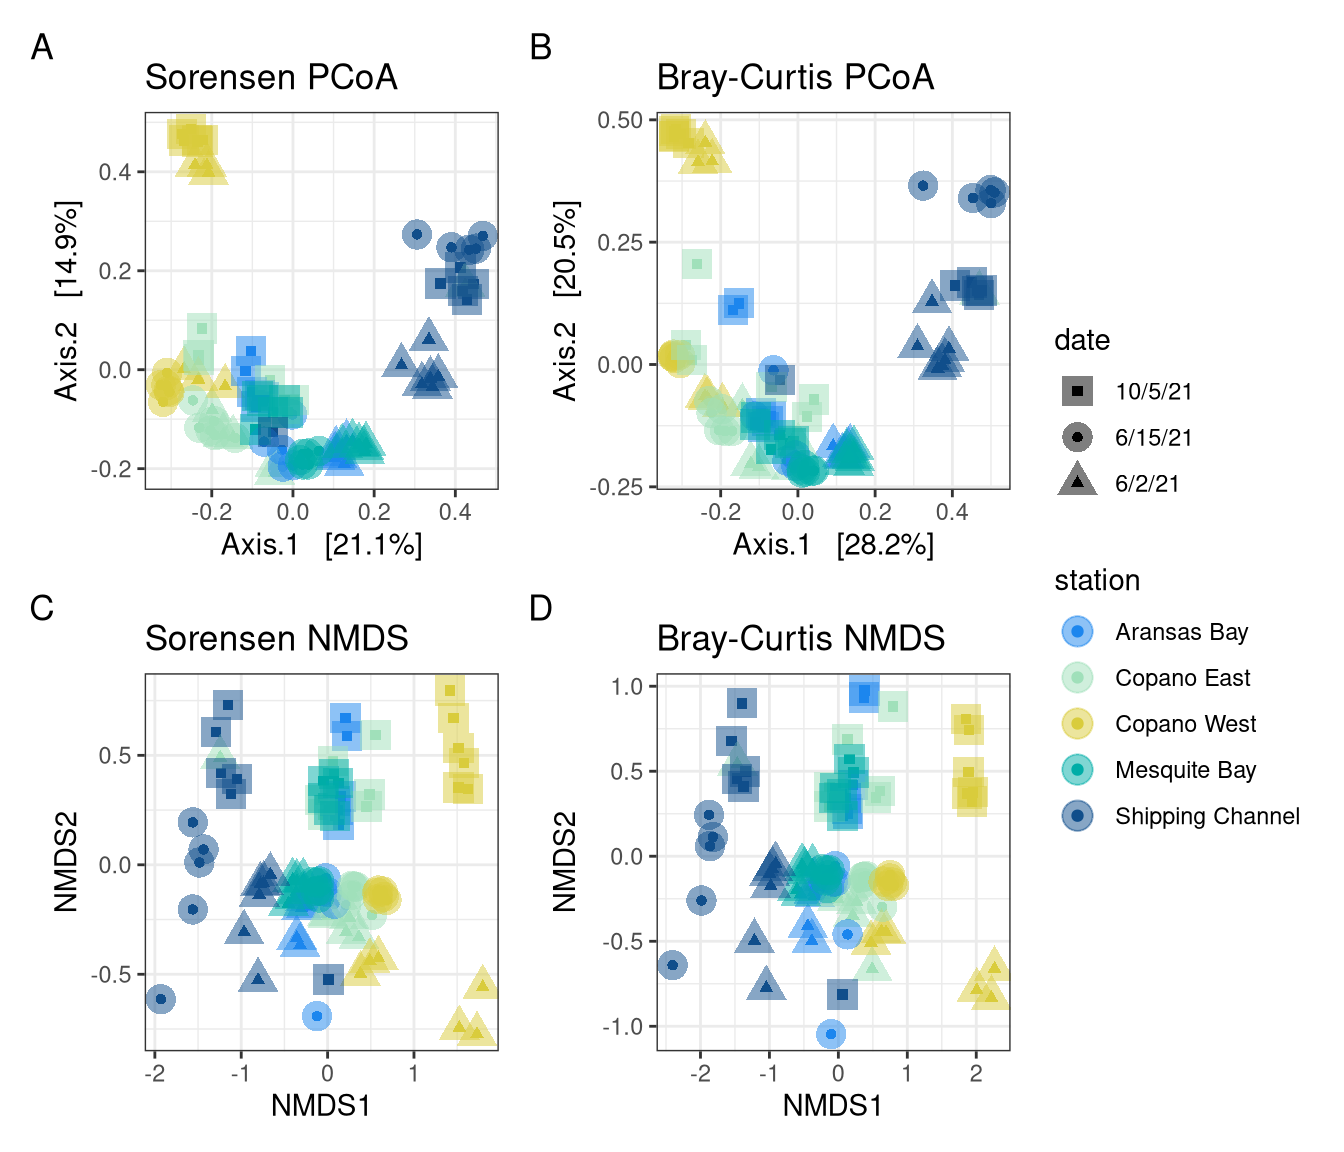 A
B
Sorensen PCoA
Bray-Curtis PCoA
0.4
0.2
0.0
-0.2
Axis.2 [14.9%]
-0.2 0.0 0.2 0.4
Axis.1 [21.1%]
0.50
0.25
0.00
-0.25
Axis.2 [20.5%]
-0.2 0.0 0.2 0.4
Axis.1 [28.2%]
date
10/5/21
6/15/21
6/2/21
station
Aransas Bay
Copano East
Copano West
Mesquite Bay
Shipping Channel
C
D
Sorensen NMDS
Bray-Curtis NMDS
0.5
0.0
-0.5
NMDS2
-2 -1 0 1
NMDS1
1.0
0.5
0.0
-0.5
-1.0
NMDS2
-2 -1 0 1 2
NMDS1